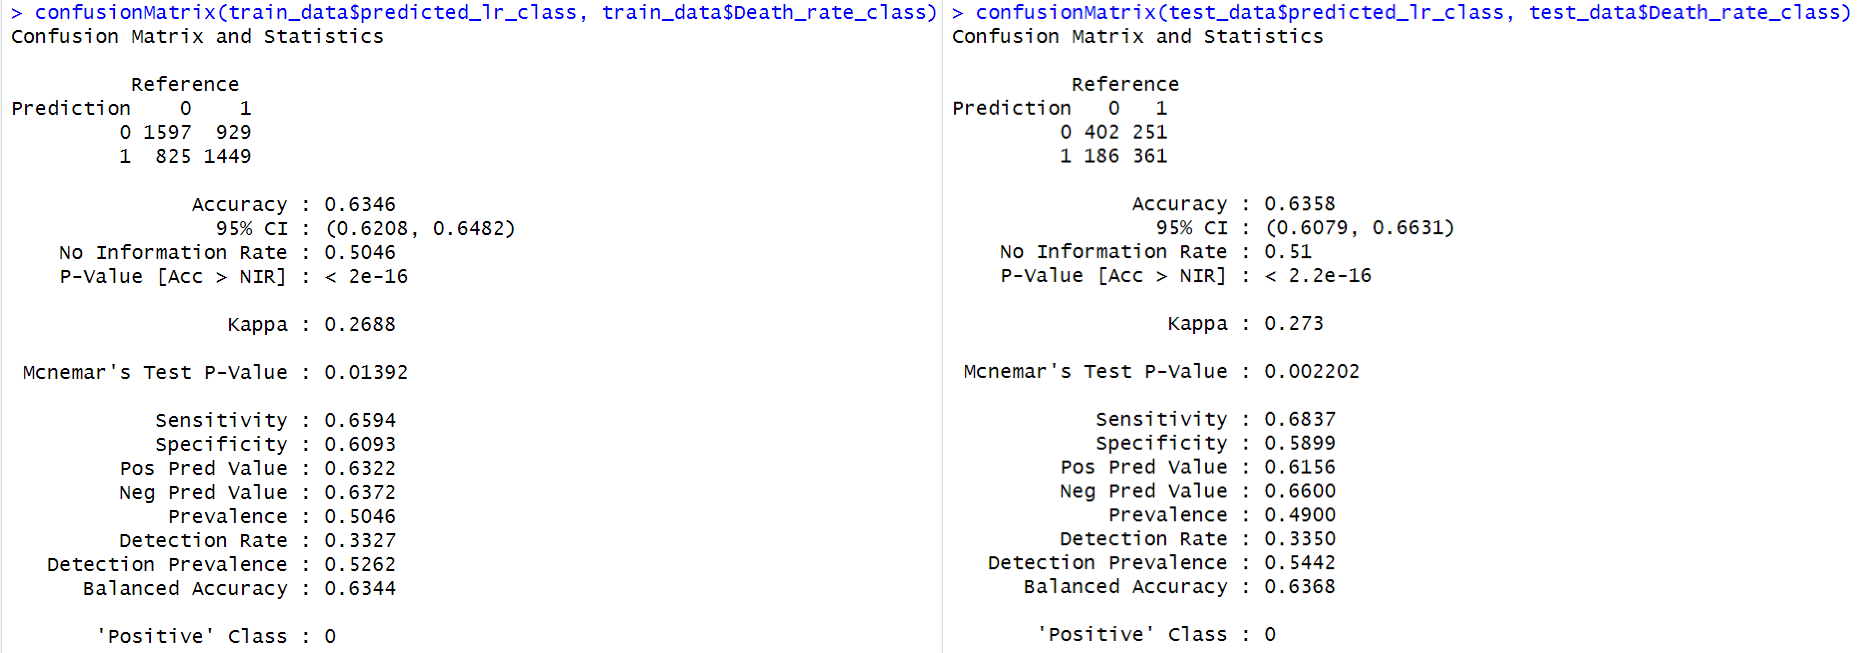 > confusionMatrix(train_data$predicted_lr_class, train_data$Death_rate_class)
Confusion Matrix and Statistics
Reference
Prediction 0 1
0 1597 929
1 825 1449
Accuracy : 0.6346
95% CI : (0.6208, 0.6482)
No Information Rate : 0.5046
P-Value [Acc > NIR] : < 2e-16
Kappa : 0.2688
Mcnemar's Test P-Value : 0.01392
Sensitivity : 0.6594
Specificity : 0.6093
Pos Pred Value : 0.6322
Neg Pred Value : 0.6372
Prevalence : 0.5046
Detection Rate : 0.3327
Detection Prevalence : 0.5262
Balanced Accuracy : 0.6344
'Positive' Class : 0
> confusionMatrix(test_data$predicted_lr_class, test_data$Death_rate_class)
Confusion Matrix and Statistics
Reference
Prediction 0 1
0 402 251
1 186 361
Accuracy : 0.6358
95% CI : (0.6079, 0.6631)
No Information Rate : 0.51
P-Value [Acc > NIR] : < 2.2e-16
Kappa : 0.273
Mcnemar's Test P-Value : 0.002202
Sensitivity : 0.6837
Specificity : 0.5899
Pos Pred Value : 0.6156
Neg Pred Value : 0.6600
Prevalence : 0.4900
Detection Rate : 0.3350
Detection Prevalence : 0.5442
Balanced Accuracy : 0.6368
'Positive' Class : 0